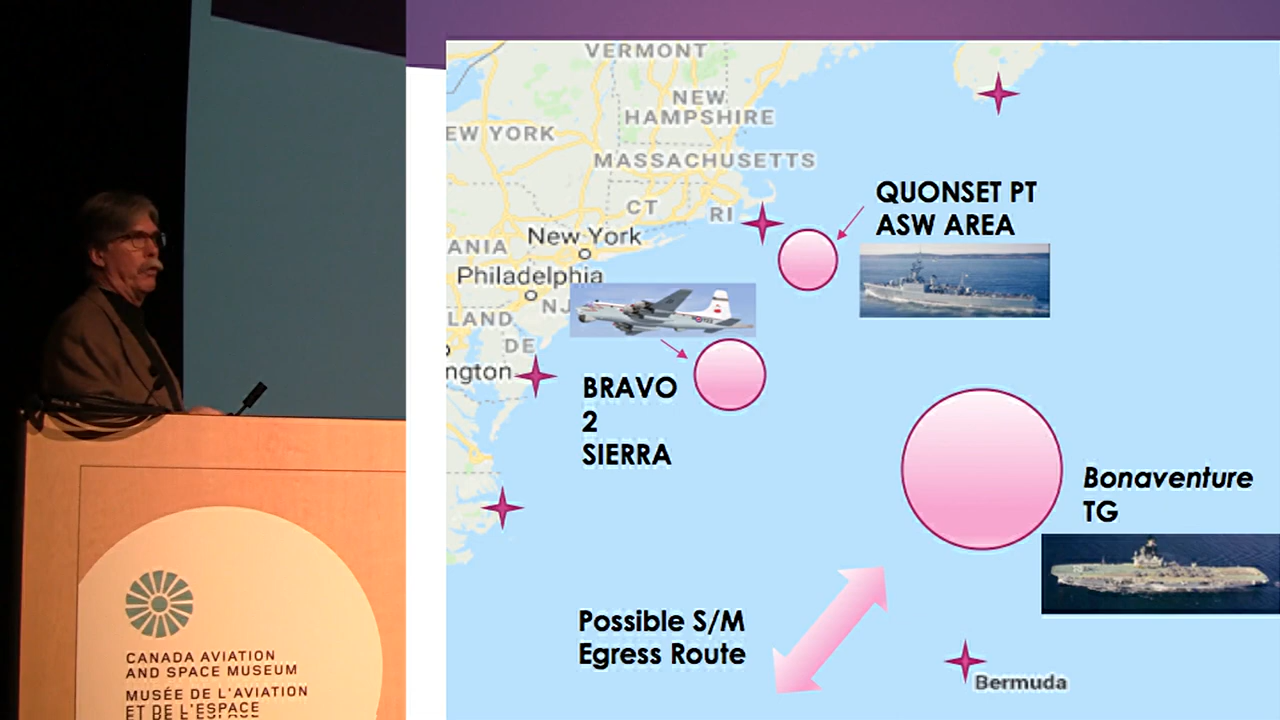 VERMONT
NEW
HAMPSHIRE
EW YORK
MASSACHUSETTS
CT
RI
QUONSET PT
ASW AREA
ANIA
New York
Philadelphia
NJ
LAND
DE
ngton
BRAVO
2
SIERRA
Bonaventure
TG
Possible S/M
Egress Route
Bermuda
CANADA AVIATION
AND SPACE MUSEUM
MUSÉE DE L'AVIATION
ET DE L'ESPACE